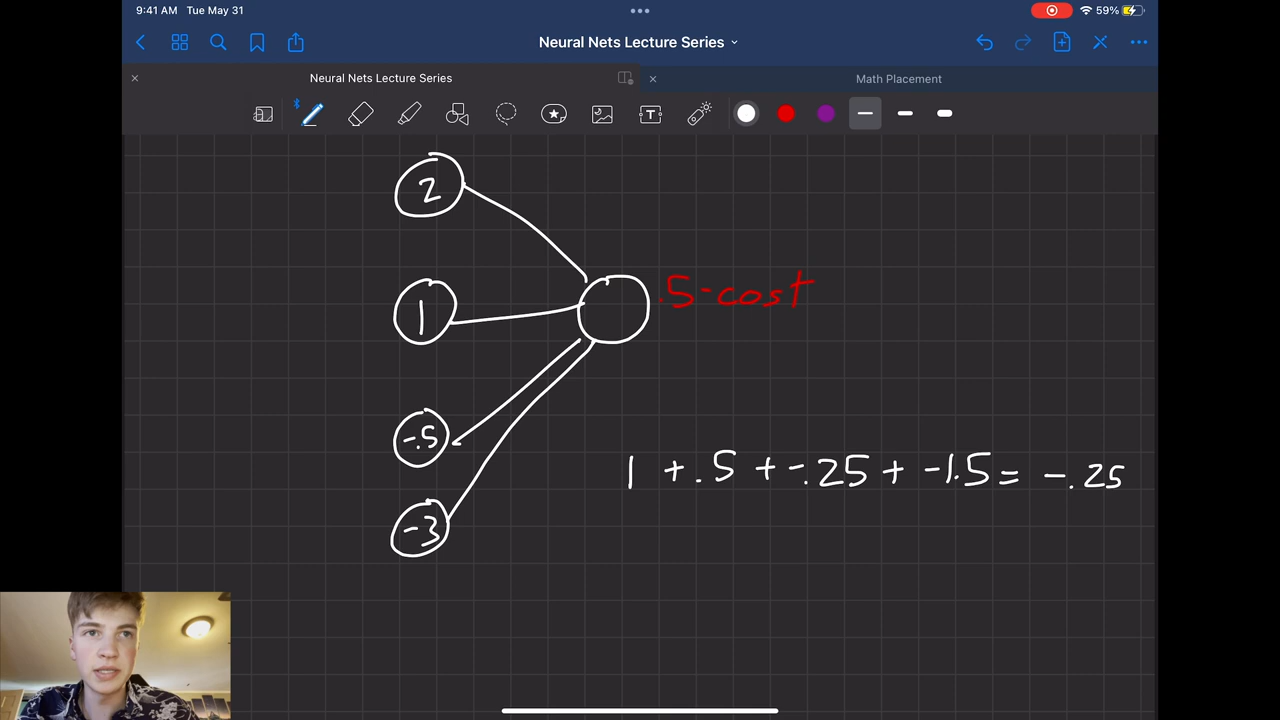 9:41 AM Tue May 31
59%
Neural Nets Lecture Series
Neural Nets Lecture Series
Math Placement
T
2
.5-cost
1
-.5
1 + .5 + -.25 + -1.5 = -.25
-3